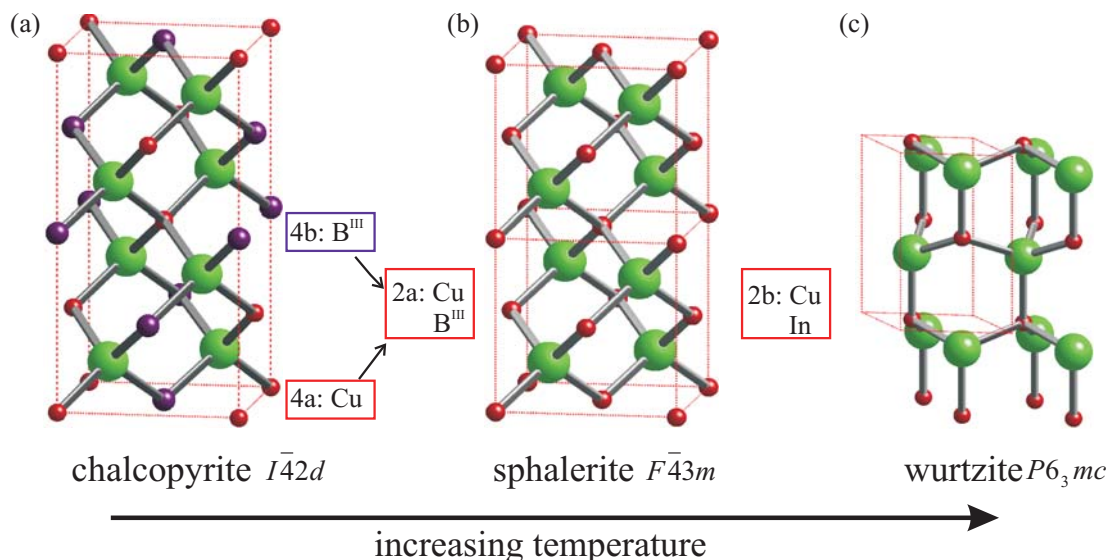 (a)
(b)
(c)
4b: Bᴵᴵᴵ
2a: Cu
Bᴵᴵᴵ
2b: Cu
In
4a: Cu
chalcopyrite I4̅2d
sphalerite F4̅3m
wurtzite P6₃mc
increasing temperature